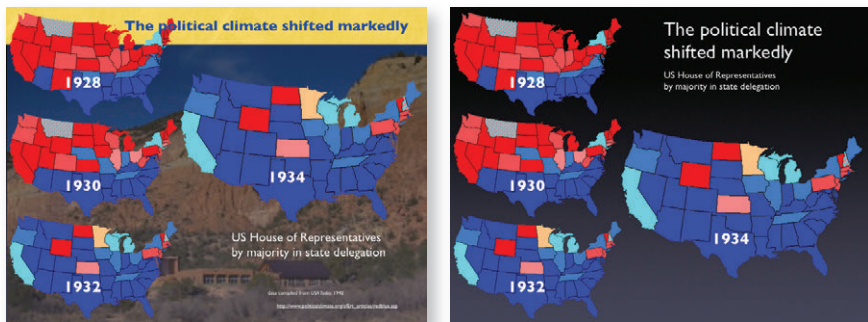 The political climate shifted markedly
1928
1930
1934
US House of Representatives
by majority in state delegation
1932
The political climate
shifted markedly
US House of Representatives
by majority in state delegation
1928
1930
1934
1932